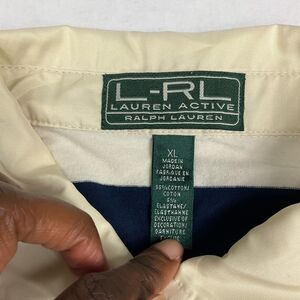 L-RL
LAUREN ACTIVE
RALPH LAUREN
XL
MADE IN
JORDAN
FABRIQUE EN
JORDANIE
95% COTTON/
COTON
5%
ELASTANE/
ELASTHANNE
EXCLUSIVE OF
DECORATION/
GARNITURE